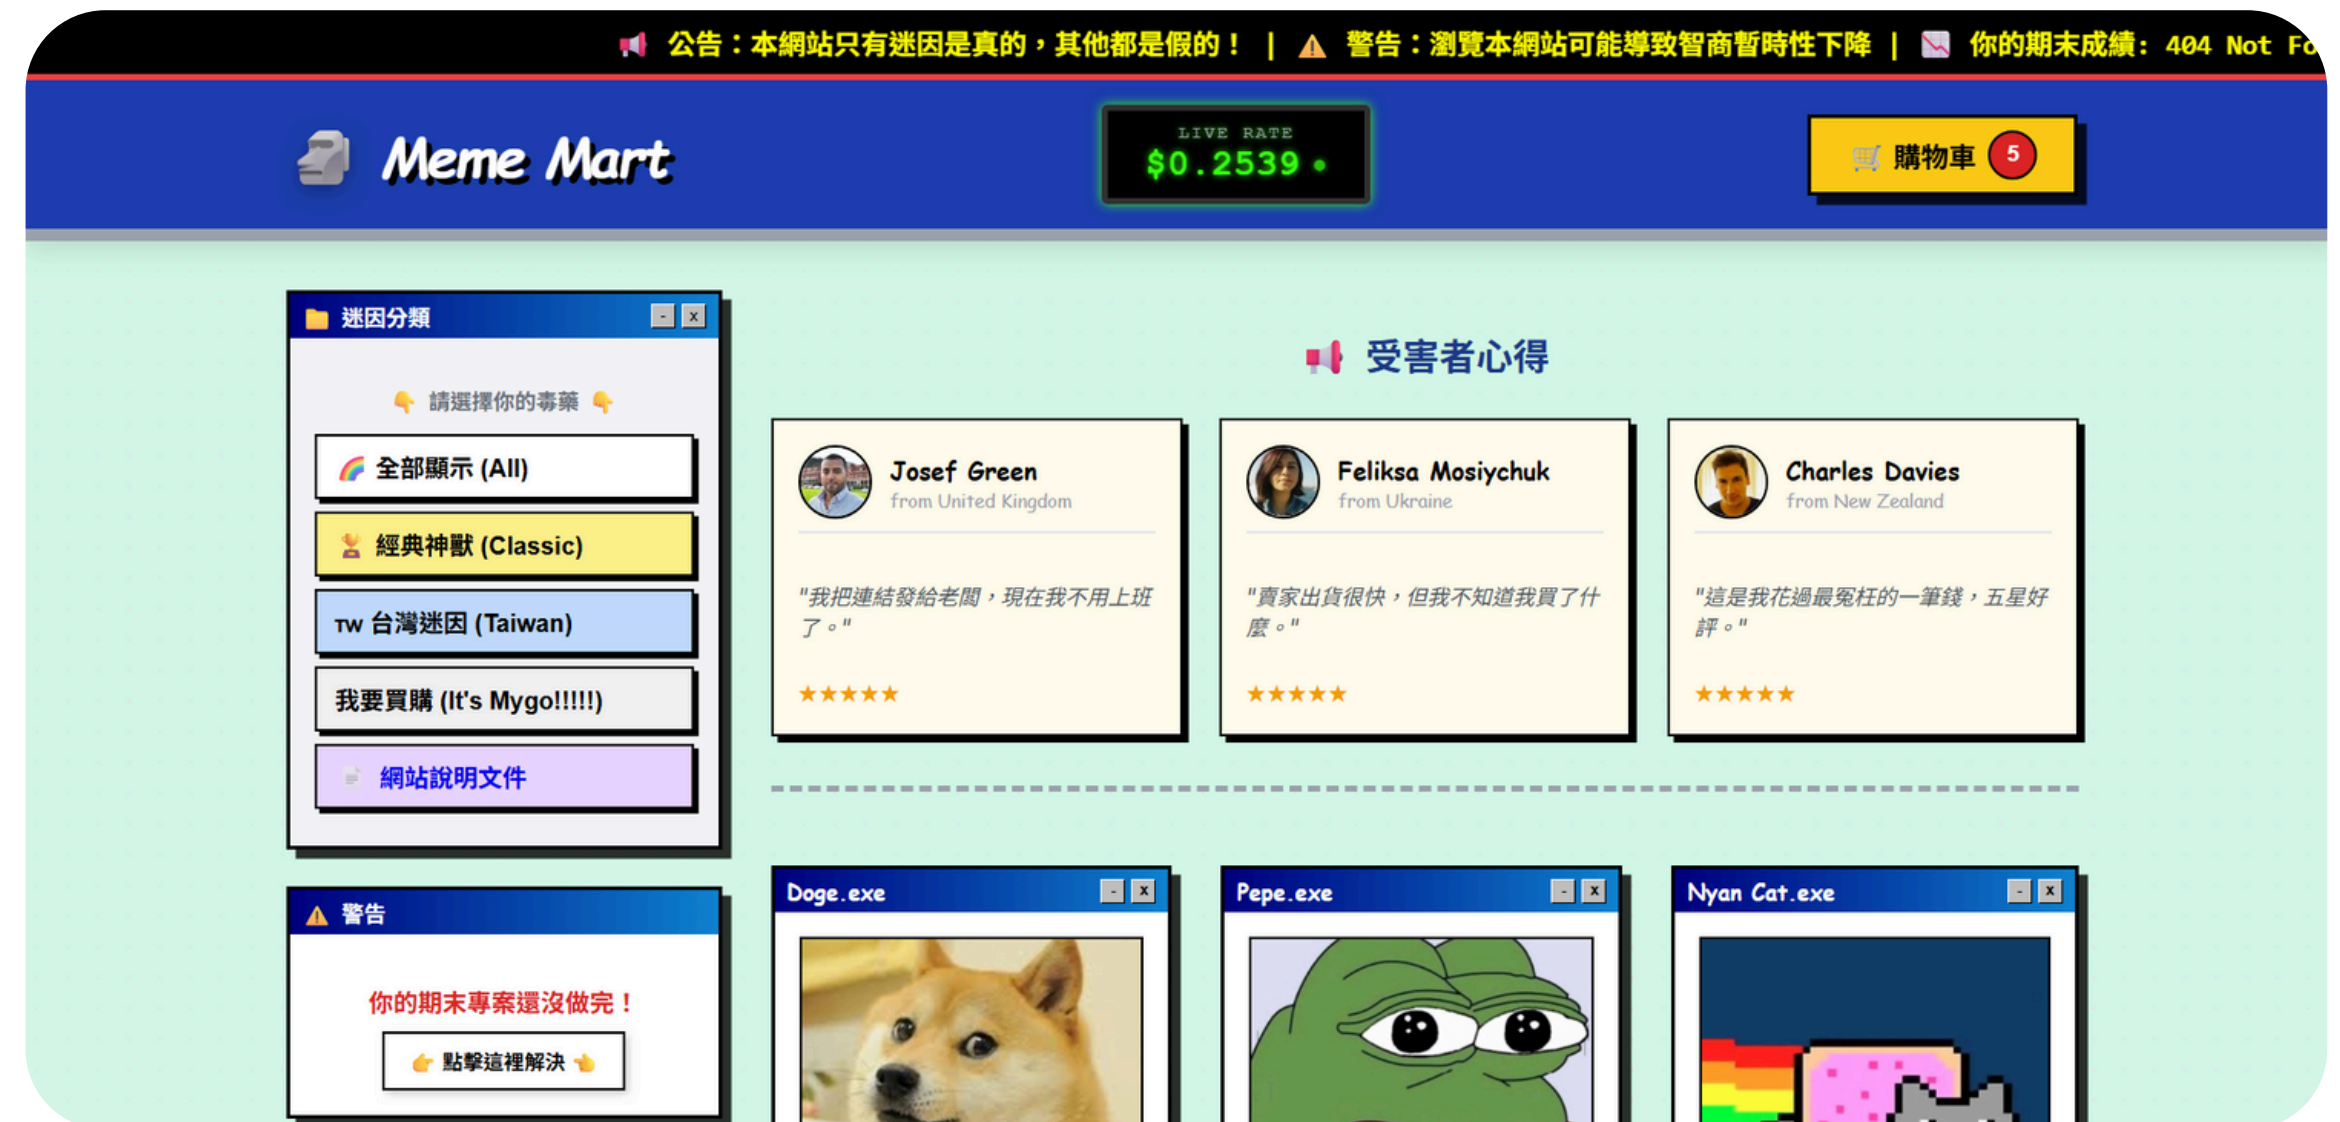 公告：本網站只有迷因是真的，其他都是假的！ | 警告：瀏覽本網站可能導致智商暫時性下降 | 你的期末成績: 404 Not Fo
Meme Mart
LIVE RATE
$0.2539
購物車 5
迷因分類
- x
請選擇你的毒藥
全部顯示 (All)
經典神獸 (Classic)
TW 台灣迷因 (Taiwan)
我要買購 (It's Mygo!!!!!)
網站說明文件
警告
你的期末專案還沒做完！
點擊這裡解決
受害者心得
Josef Green
from United Kingdom
"我把連結發給老闆，現在我不用上班
了。"
★★★★★
Feliksa Mosiychuk
from Ukraine
"賣家出貨很快，但我不知道我買了什
麼。"
★★★★★
Charles Davies
from New Zealand
"這是我花過最冤枉的一筆錢，五星好
評。"
★★★★★
Doge.exe
- x
Pepe.exe
- x
Nyan Cat.exe
- x